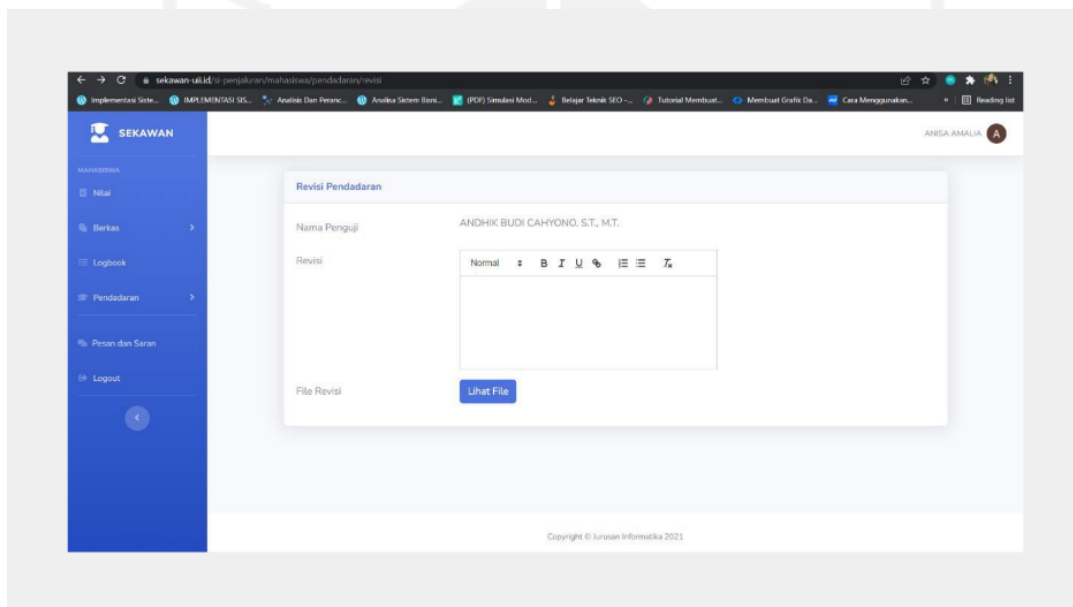 sekawan-uii.id/si-penjaluran/mahasiswa/pendadaran/revisi
Implementasi Siste... IMPLEMENTASI SIS... Analisis Dan Peranc... Analisa Sistem Bisni... (PDF) Simulasi Mod... Belajar Teknik SEO -... Tutorial Membuat... Membuat Grafik Da... Cara Menggunakan... » Reading list
SEKAWAN
ANISA AMALIA A
MAHASISWA
Nilai
Berkas
Logbook
Pendadaran
Pesan dan Saran
Logout
Revisi Pendadaran
Nama Penguji ANDHIK BUDI CAHYONO, S.T., M.T.
Revisi
Normal B I U
File Revisi Lihat File
Copyright © Jurusan Informatika 2021